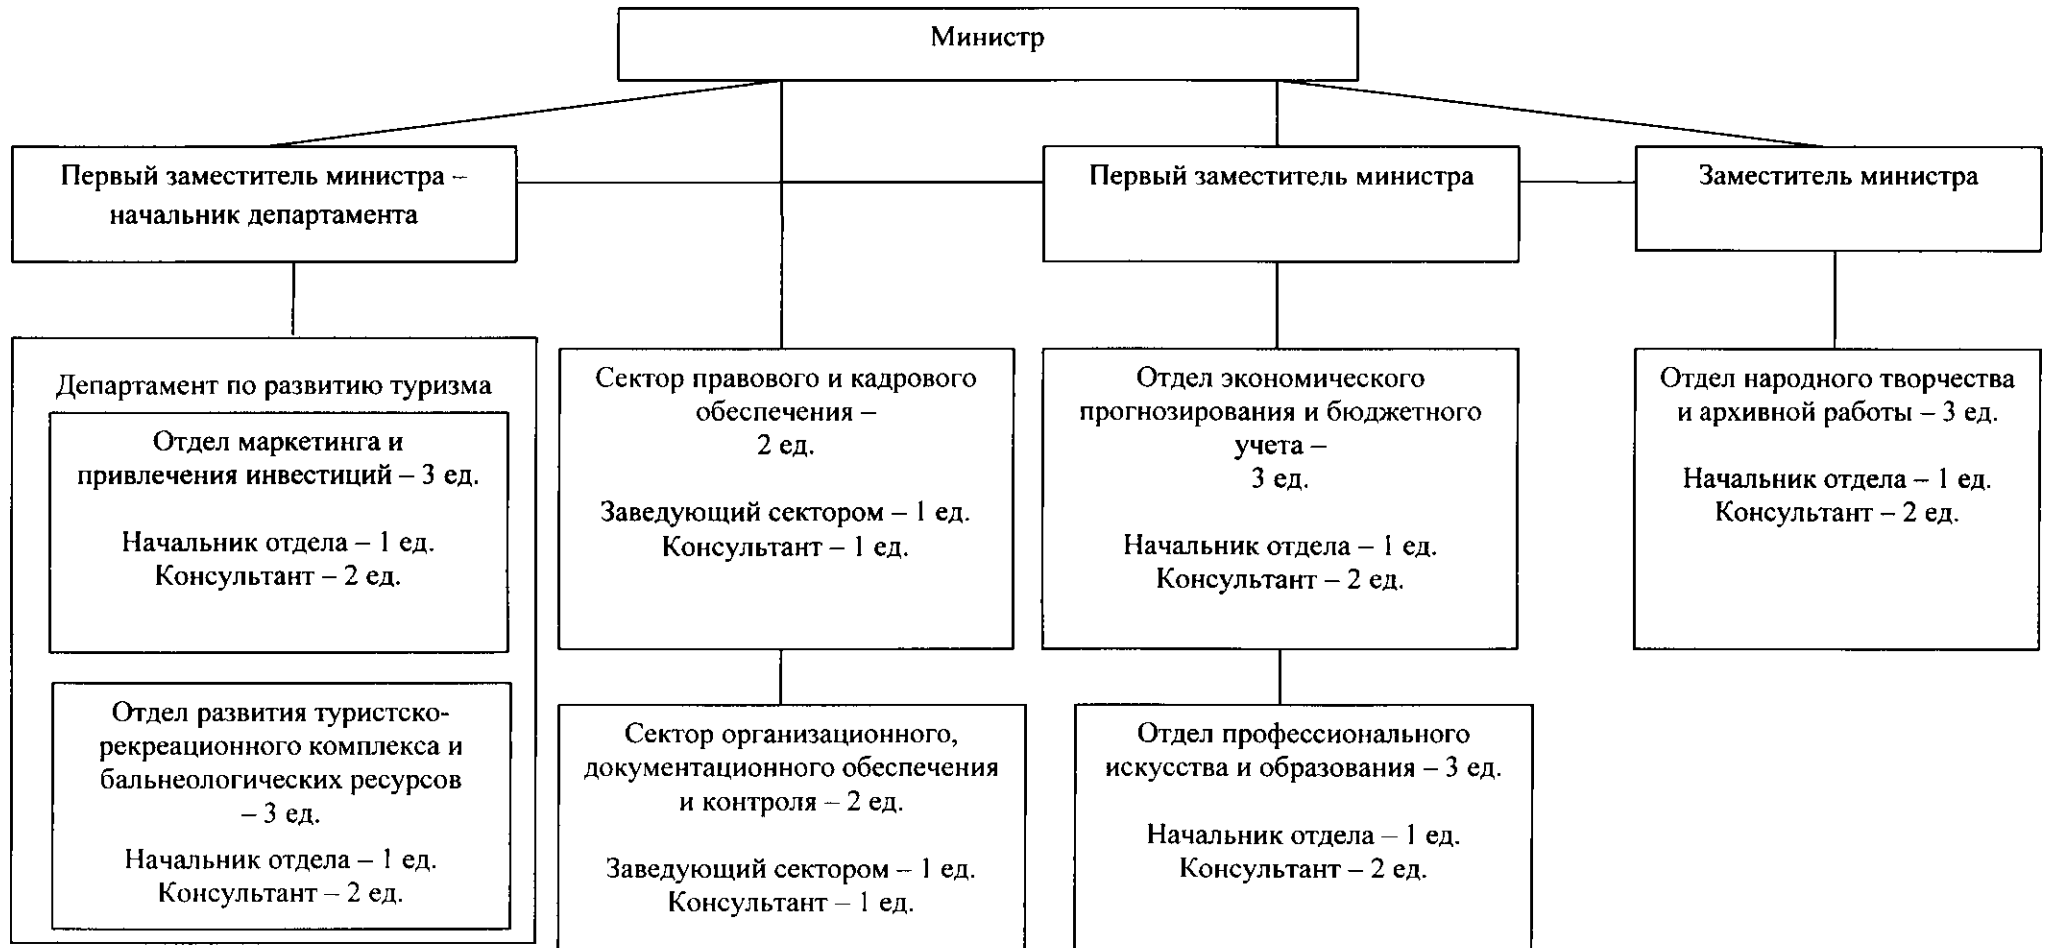 Министр
Первый заместитель министра –
начальник департамента
Первый заместитель министра
Заместитель министра
Департамент по развитию туризма
Отдел маркетинга и
привлечения инвестиций – 3 ед.
Начальник отдела – 1 ед.
Консультант – 2 ед.
Отдел развития туристско-
рекреационного комплекса и
бальнеологических ресурсов
– 3 ед.
Начальник отдела – 1 ед.
Консультант – 2 ед.
Сектор правового и кадрового
обеспечения –
2 ед.
Заведующий сектором – 1 ед.
Консультант – 1 ед.
Сектор организационного,
документационного обеспечения
и контроля – 2 ед.
Заведующий сектором – 1 ед.
Консультант – 1 ед.
Отдел экономического
прогнозирования и бюджетного
учета –
3 ед.
Начальник отдела – 1 ед.
Консультант – 2 ед.
Отдел профессионального
искусства и образования – 3 ед.
Начальник отдела – 1 ед.
Консультант – 2 ед.
Отдел народного творчества
и архивной работы – 3 ед.
Начальник отдела – 1 ед.
Консультант – 2 ед.